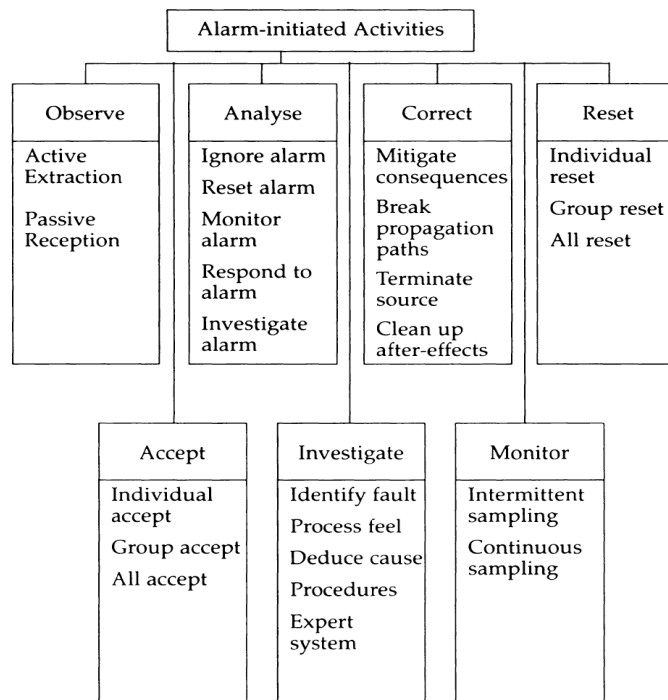 Alarm-initiated Activities
Observe
Active
Extraction
Passive
Reception
Analyse
Ignore alarm
Reset alarm
Monitor
alarm
Respond to
alarm
Investigate
alarm
Correct
Mitigate
consequences
Break
propagation
paths
Terminate
source
Clean up
after-effects
Reset
Individual
reset
Group reset
All reset
Accept
Individual
accept
Group accept
All accept
Investigate
Identify fault
Process feel
Deduce cause
Procedures
Expert
system
Monitor
Intermittent
sampling
Continuous
sampling